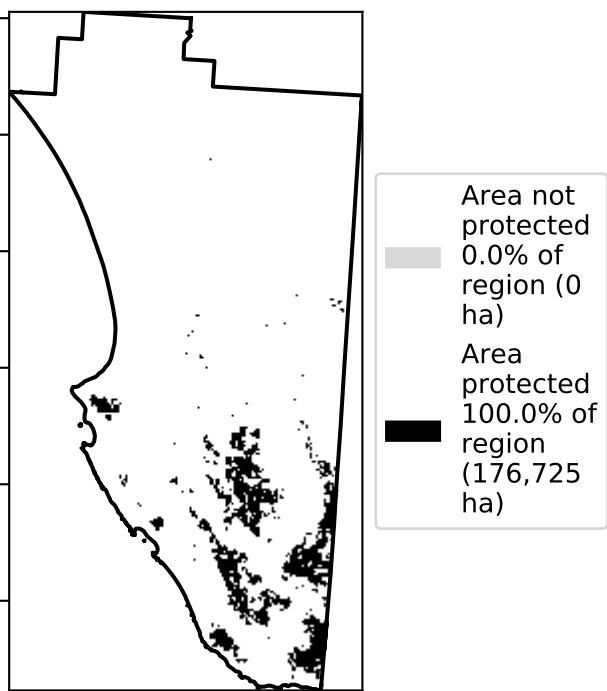 Area not
protected
0.0% of
region (0
ha)
Area
protected
100.0% of
region
(176,725
ha)